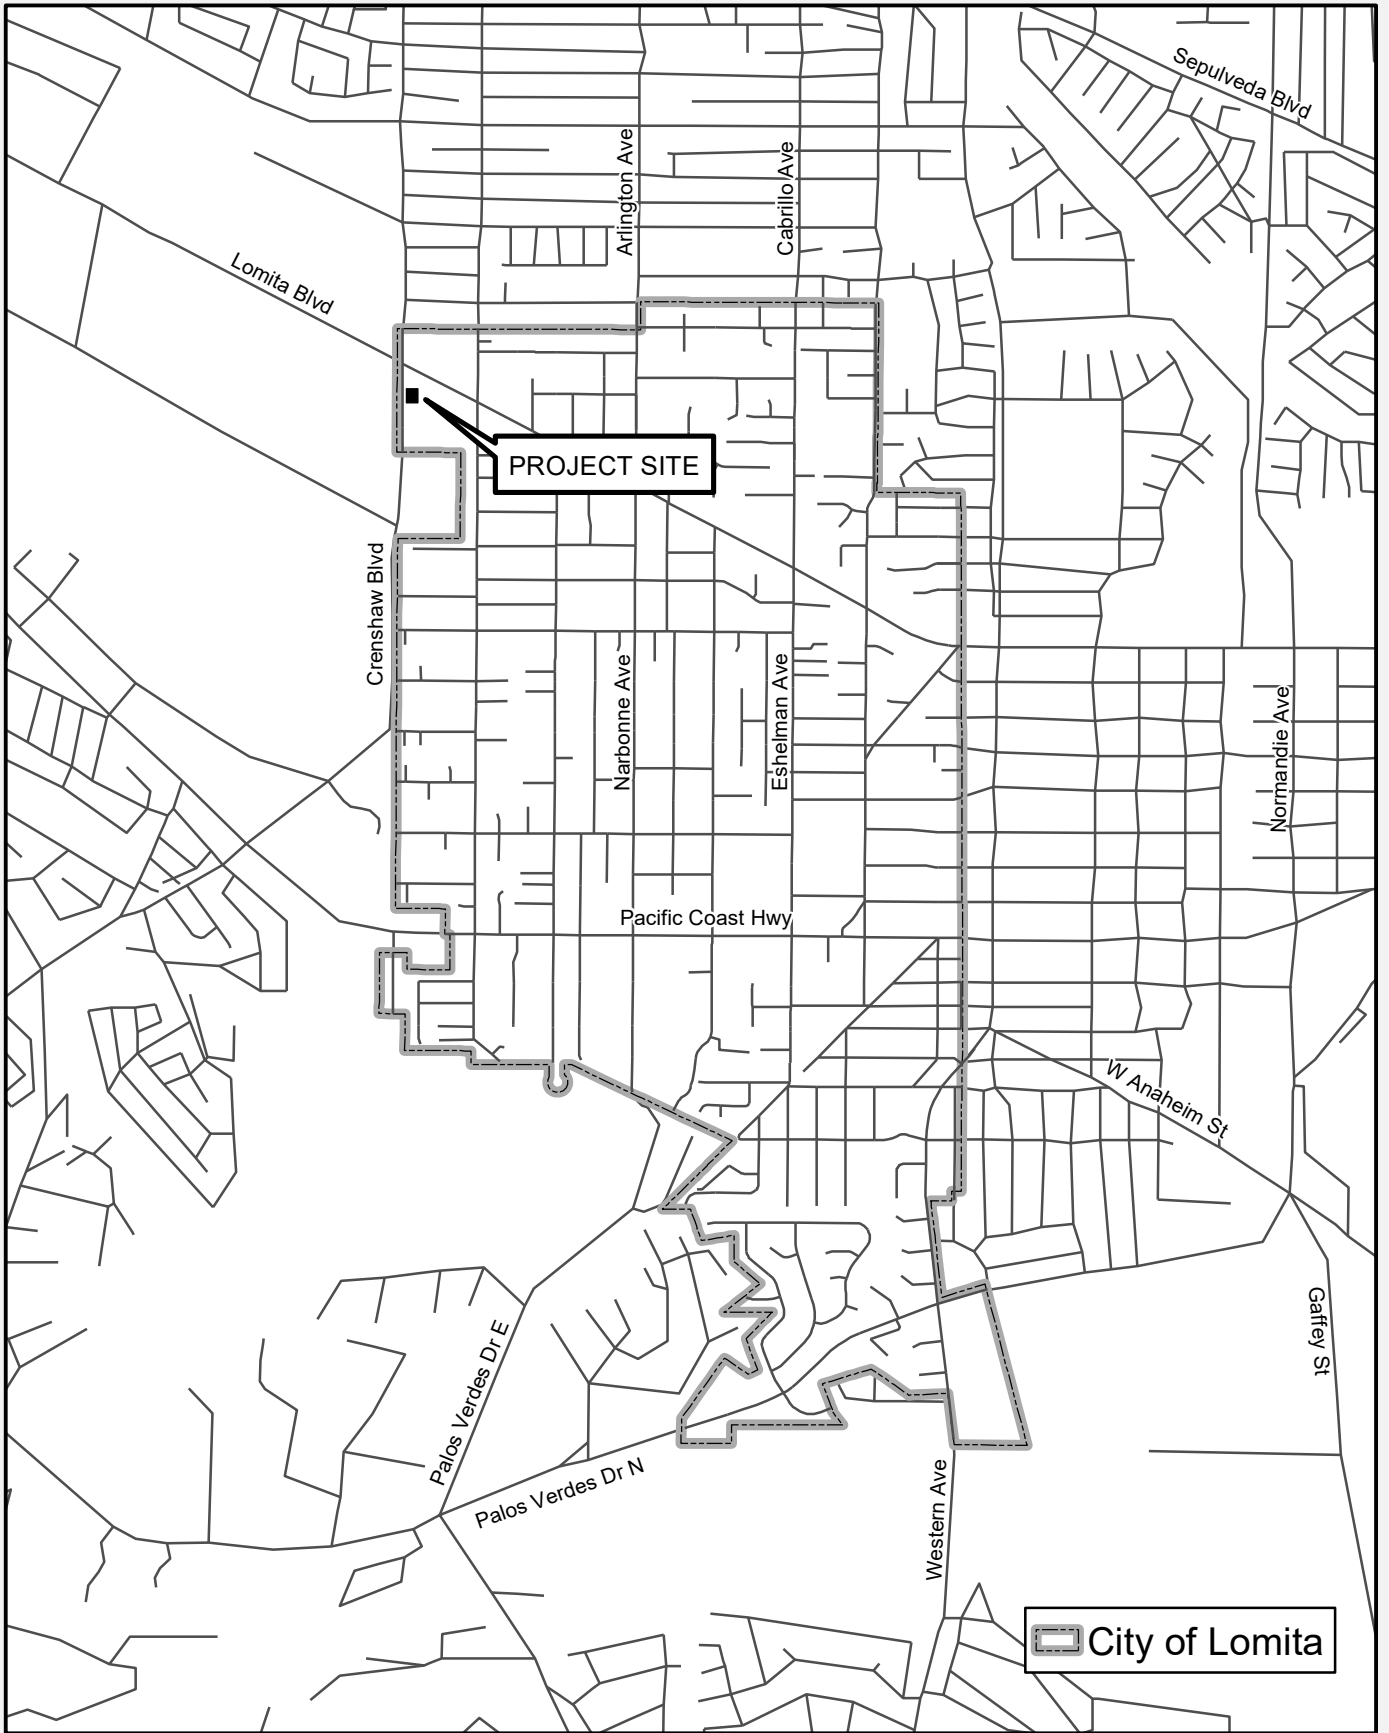 Sepulveda Blvd
Arlington Ave
Cabrillo Ave
Lomita Blvd
PROJECT SITE
Crenshaw Blvd
Narbonne Ave
Eshelman Ave
Normandie Ave
Pacific Coast Hwy
W Anaheim St
Gaffey St
Palos Verdes Dr E
Palos Verdes Dr N
Western Ave
City of Lomita